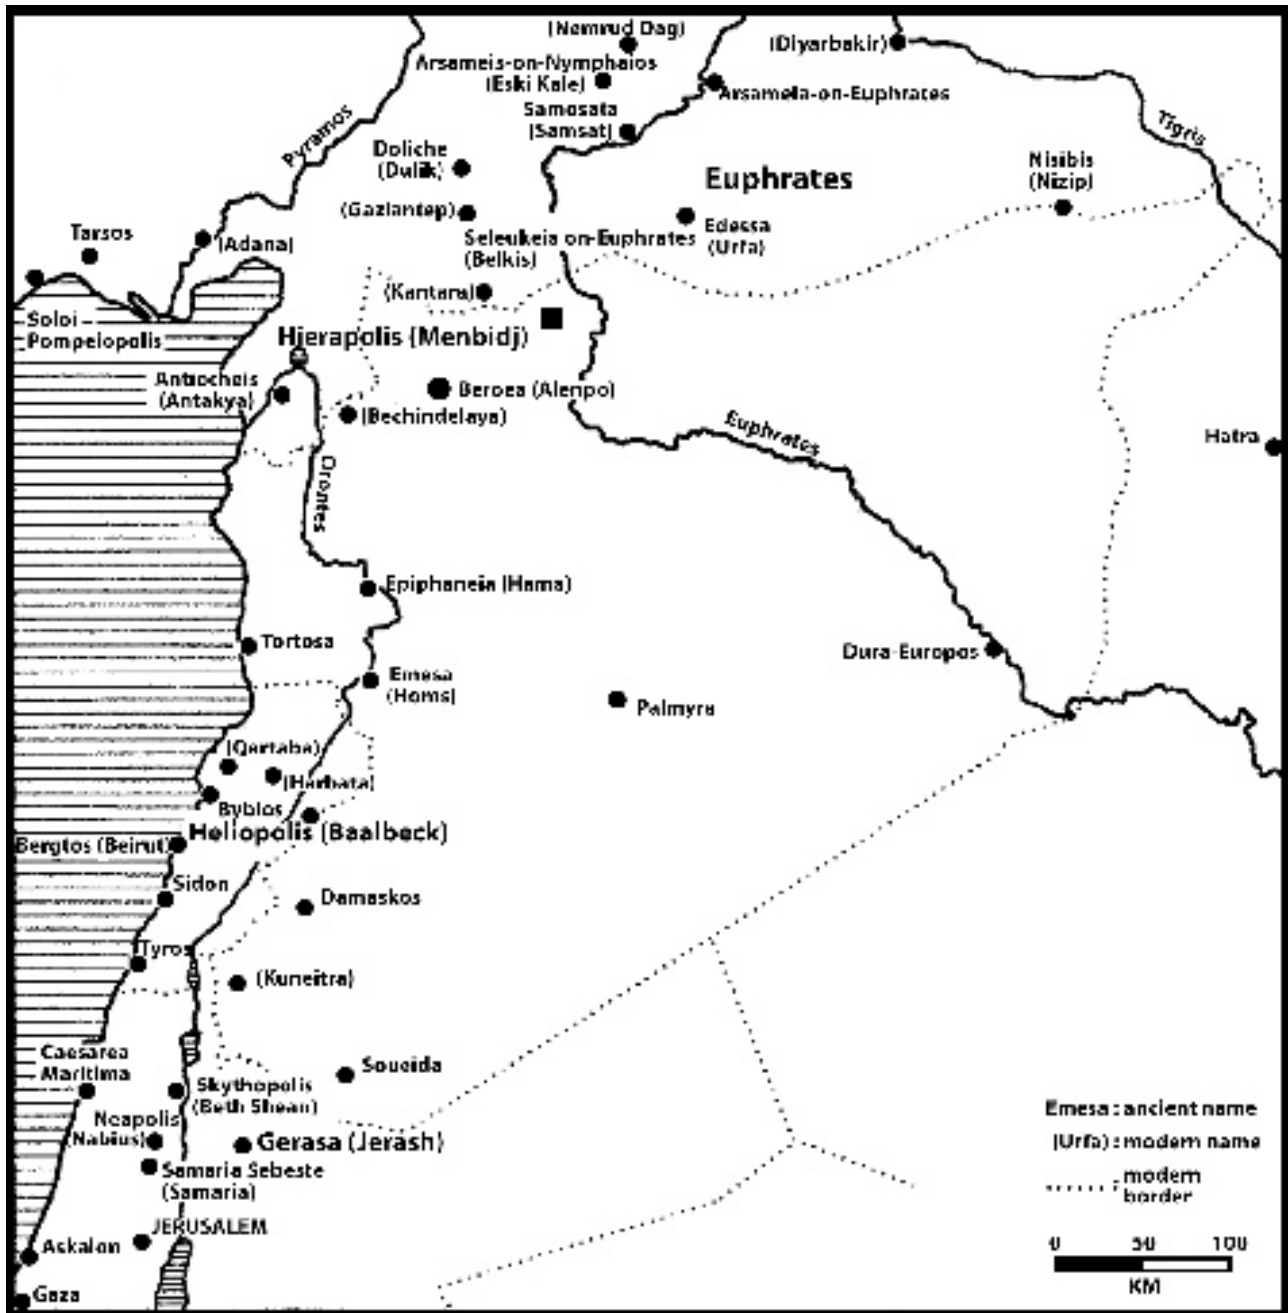 (Nemrud Dag)
(Diyarbakir)
Arsameis-on-Nymphaios
(Eski Kale)
Arsameia-on-Euphrates
Samosata
(Samsat)
Pyramos
Tigris
Doliche
(Duluk)
Euphrates
Nisibis
(Nizip)
(Gaziantep)
Edessa
(Urfa)
Tarsos
(Adana)
Seleukeia on-Euphrates
(Belkis)
(Kantara)
Soloi
Pompeiopolis
Hierapolis (Menbidj)
Antiocheis
(Antakya)
Beroea (Alenpo)
(Bechindelaya)
Euphrates
Hatra
Orontes
Epiphaneia (Hama)
Tortosa
Dura-Europos
Emesa
(Homs)
Palmyra
(Qartaba)
(Harbata)
Byblos
Heliopolis (Baalbeck)
Bergtos (Beirut)
Sidon
Damaskos
Tyros
(Kuneitra)
Caesarea
Maritima
Soueida
Skythopolis
(Beth Shean)
Neapolis
(Nabius)
Gerasa (Jerash)
Samaria Sebeste
(Samaria)
JERUSALEM
Askalon
Gaza
Emesa : ancient name
(Urfa) : modern name
: modern
border
0 50 100
KM